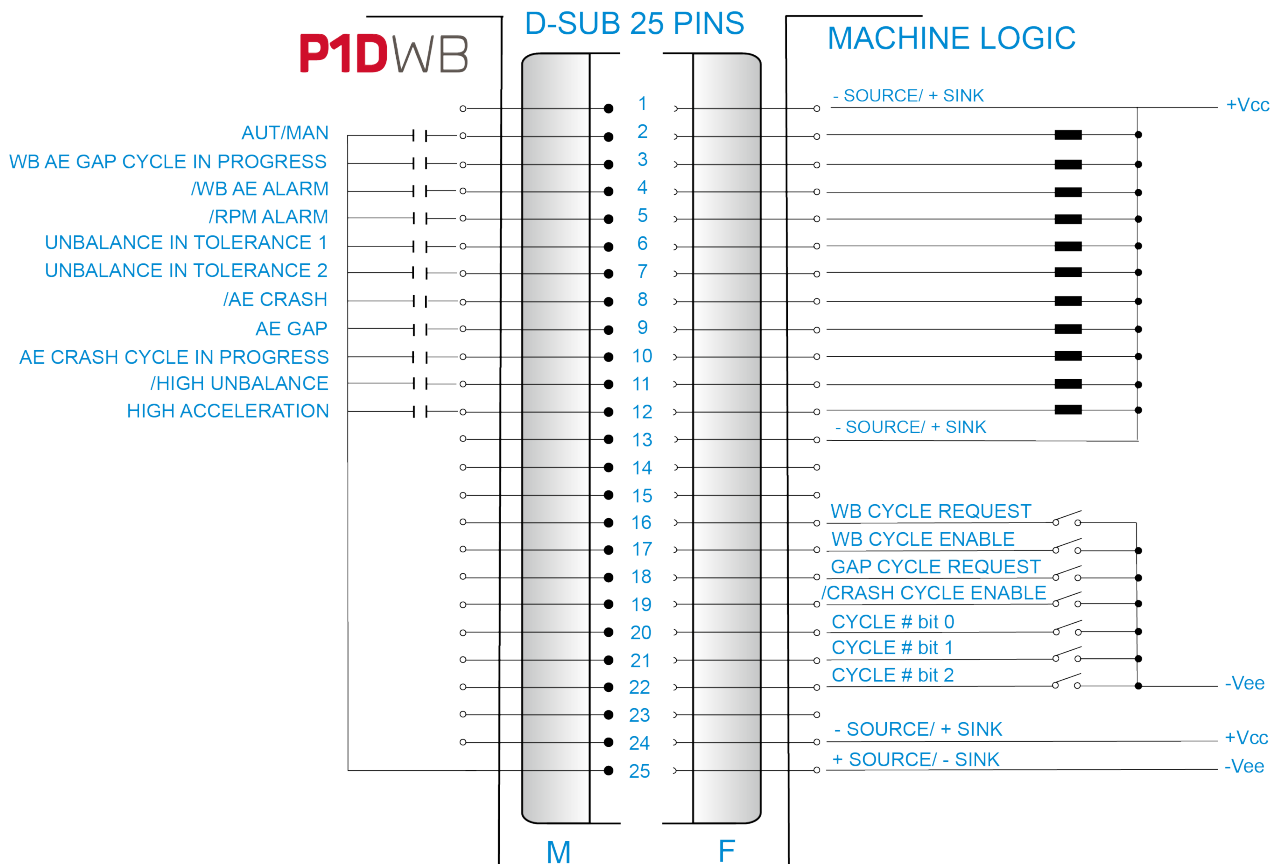 D-SUB 25 PINS
P1DWB
MACHINE LOGIC
1
- SOURCE/ + SINK
+Vcc
AUT/MAN
2
WB AE GAP CYCLE IN PROGRESS
3
/WB AE ALARM
4
/RPM ALARM
5
UNBALANCE IN TOLERANCE 1
6
UNBALANCE IN TOLERANCE 2
7
/AE CRASH
8
AE GAP
9
AE CRASH CYCLE IN PROGRESS
10
/HIGH UNBALANCE
11
HIGH ACCELERATION
12
13
- SOURCE/ + SINK
14
15
16
WB CYCLE REQUEST
17
WB CYCLE ENABLE
18
GAP CYCLE REQUEST
19
/CRASH CYCLE ENABLE
20
CYCLE # bit 0
21
CYCLE # bit 1
22
CYCLE # bit 2
-Vee
23
24
- SOURCE/ + SINK
+Vcc
25
+ SOURCE/ - SINK
-Vee
M
F